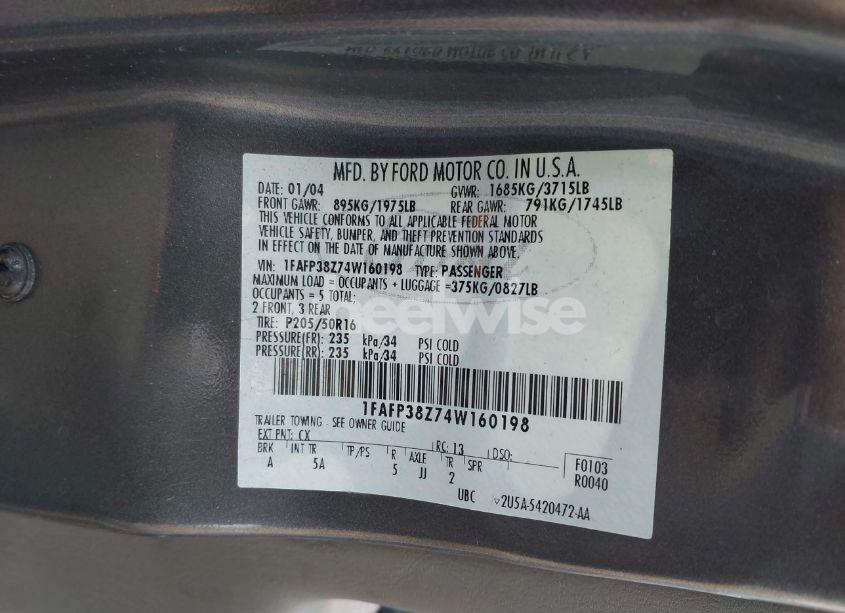 MFD. BY FORD MOTOR CO. IN U.S.A.
DATE: 01/04 GVWR: 1685KG/3715LB
FRONT GAWR: 895KG/1975LB REAR GAWR: 791KG/1745LB
THIS VEHICLE CONFORMS TO ALL APPLICABLE FEDERAL MOTOR
VEHICLE SAFETY, BUMPER, AND THEFT PREVENTION STANDARDS
IN EFFECT ON THE DATE OF MANUFACTURE SHOWN ABOVE.
VIN: 1FAFP38Z74W160198 TYPE: PASSENGER
MAXIMUM LOAD = OCCUPANTS + LUGGAGE =375KG/0827LB
OCCUPANTS = 5 TOTAL:
2 FRONT, 3 REAR
wheelwise
TIRE: P205/50R16
PRESSURE(FR): 235 kPa/34 PSI COLD
PRESSURE(RR): 235 kPa/34 PSI COLD
1FAFP38Z74W160198
TRAILER TOWING - SEE OWNER GUIDE
EXT PNT: CX RC: 13 DSO:
BRK INT TR TP/PS R AXLE TR SPR F0103
A 5A 5 JJ 2 R0040
UBC ▽2U5A-5420472-AA